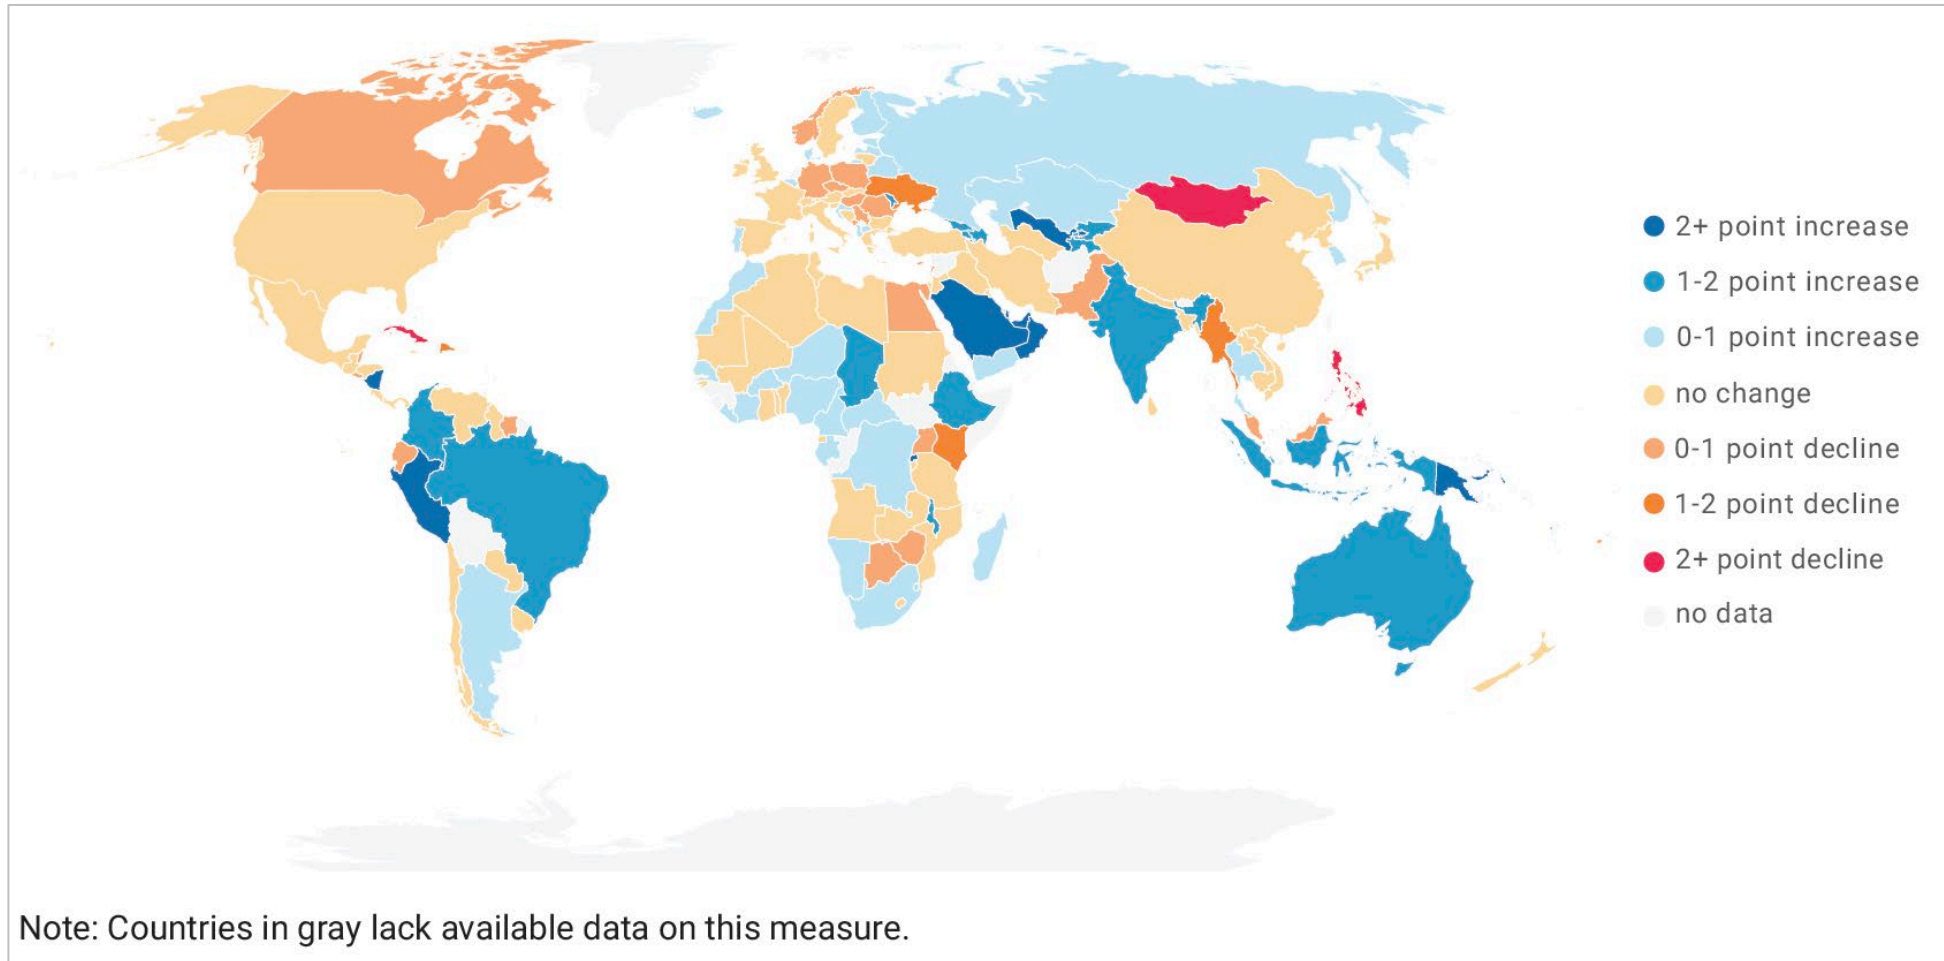 2+ point increase
1-2 point increase
0-1 point increase
no change
0-1 point decline
1-2 point decline
2+ point decline
no data
Note: Countries in gray lack available data on this measure.